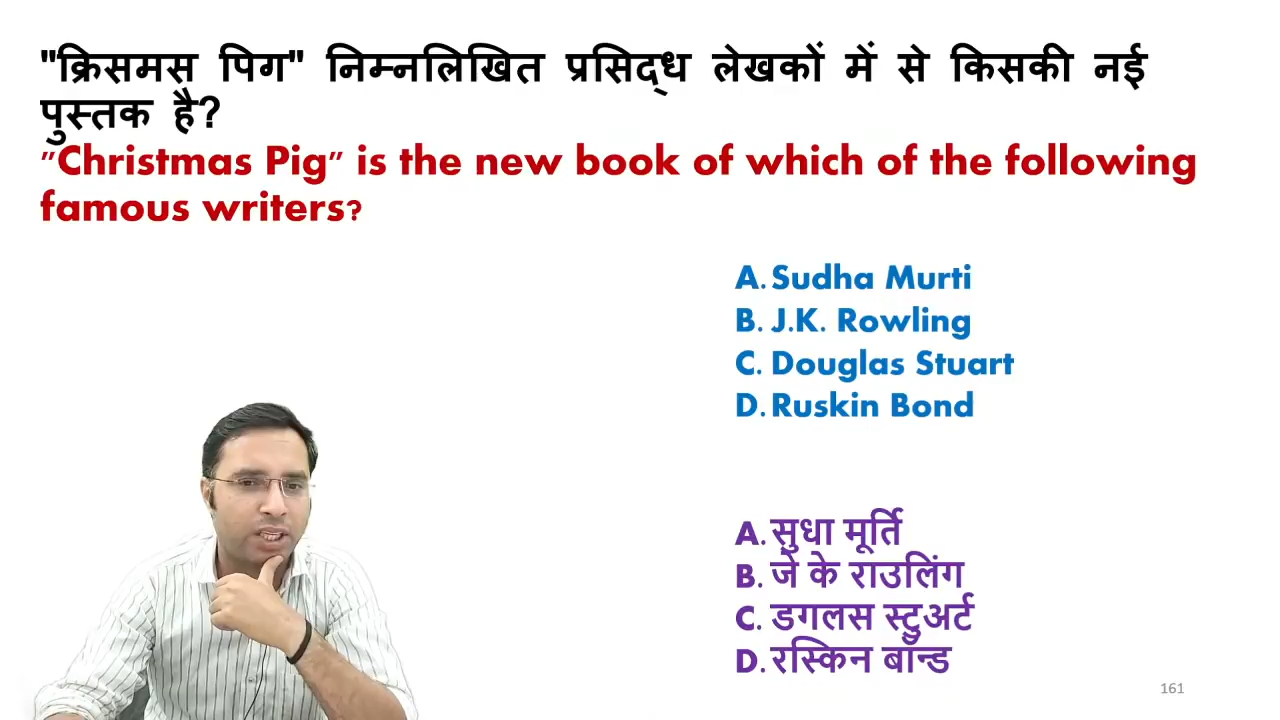 "क्रिसमस पिग" निम्नलिखित प्रसिद्ध लेखकों में से किसकी नई
पुस्तक है?
"Christmas Pig" is the new book of which of the following
famous writers?
A. Sudha Murti
B. J.K. Rowling
C. Douglas Stuart
D. Ruskin Bond
A. सुधा मूर्ति
B. जे के राउलिंग
C. डगलस स्टुअर्ट
D. रस्किन बॉन्ड
161